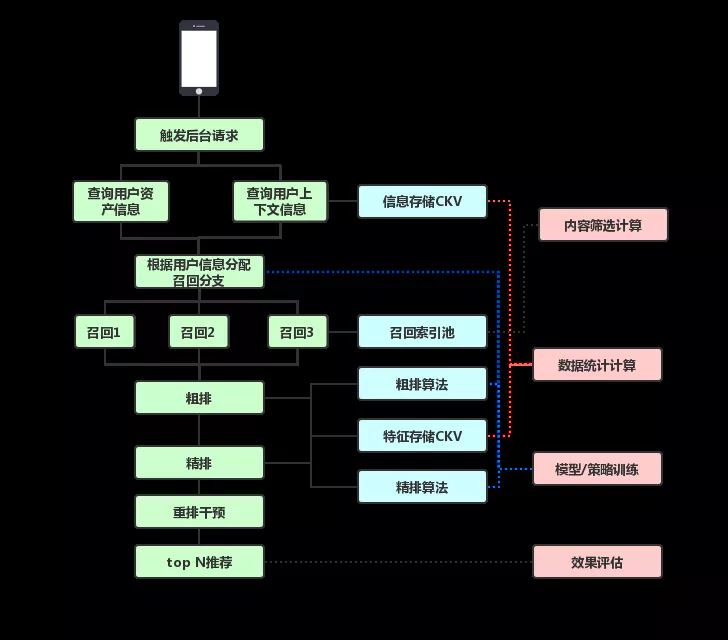 触发后台请求
查询用户资
产信息
查询用户上
下文信息
信息存储CKV
内容筛选计算
根据用户信息分配
召回分支
召回1
召回2
召回3
召回索引池
数据统计计算
粗排
粗排算法
特征存储CKV
精排
模型/策略训练
精排算法
重排干预
top N推荐
效果评估